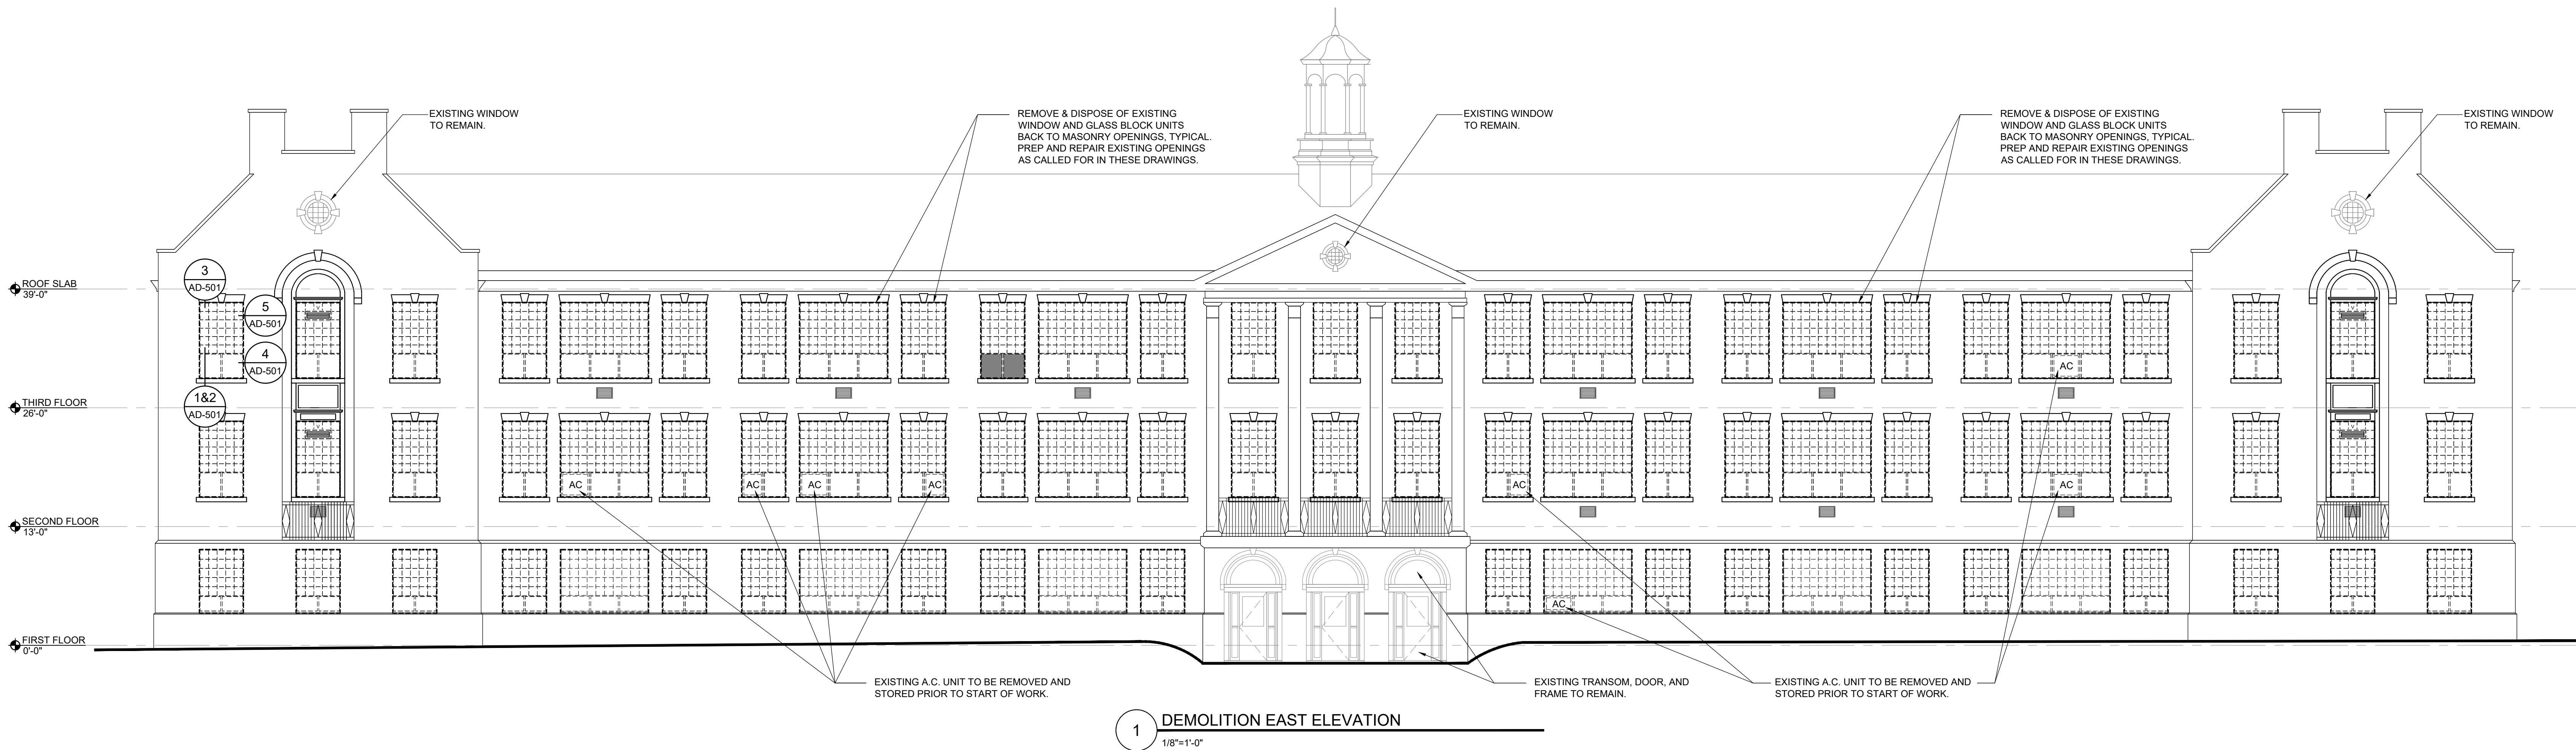 EXISTING WINDOW
TO REMAIN.
REMOVE & DISPOSE OF EXISTING
WINDOW AND GLASS BLOCK UNITS
BACK TO MASONRY OPENINGS, TYPICAL.
PREP AND REPAIR EXISTING OPENINGS
AS CALLED FOR IN THESE DRAWINGS.
EXISTING WINDOW
TO REMAIN.
REMOVE & DISPOSE OF EXISTING
WINDOW AND GLASS BLOCK UNITS
BACK TO MASONRY OPENINGS, TYPICAL.
PREP AND REPAIR EXISTING OPENINGS
AS CALLED FOR IN THESE DRAWINGS.
EXISTING WINDOW
TO REMAIN.
ROOF SLAB
39'-0"
3
AD-501
5
AD-501
4
AD-501
AC
THIRD FLOOR
26'-0"
1&2
AD-501
AC
AC
AC
AC
AC
AC
SECOND FLOOR
13'-0"
AC
FIRST FLOOR
0'-0"
EXISTING A.C. UNIT TO BE REMOVED AND
STORED PRIOR TO START OF WORK.
EXISTING TRANSOM, DOOR, AND
FRAME TO REMAIN.
EXISTING A.C. UNIT TO BE REMOVED AND
STORED PRIOR TO START OF WORK.
1
DEMOLITION EAST ELEVATION
1/8"=1'-0"